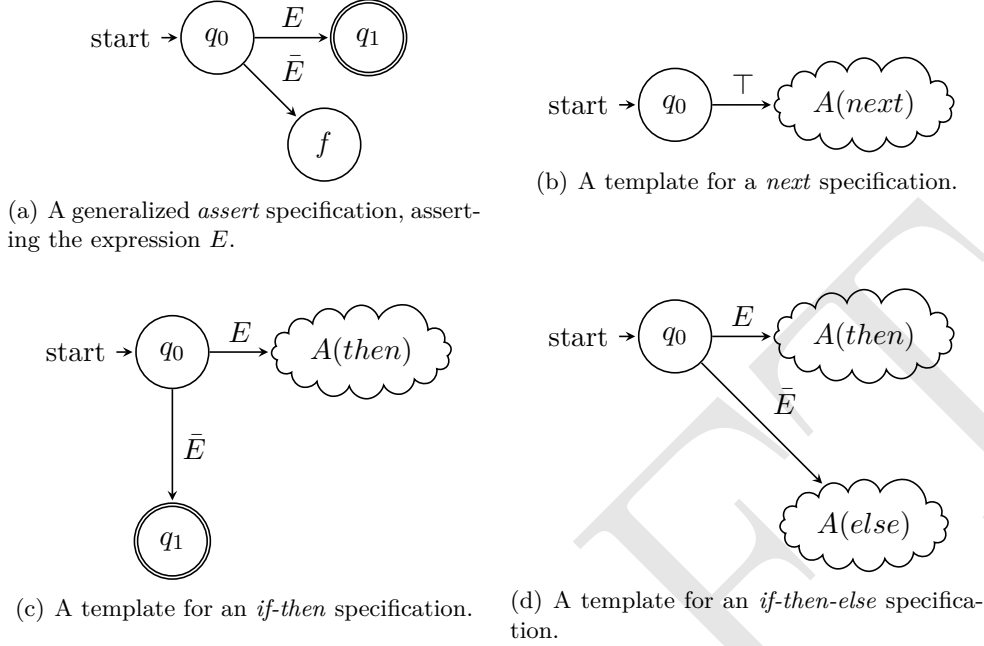 start
q₀
E
q₁
Ē
f
(a) A generalized assert specification, assert-
ing the expression E.
start
q₀
⊤
A(next)
(b) A template for a next specification.
start
q₀
E
A(then)
Ē
q₁
(c) A template for an if-then specification.
start
q₀
E
A(then)
Ē
A(else)
(d) A template for an if-then-else specifica-
tion.